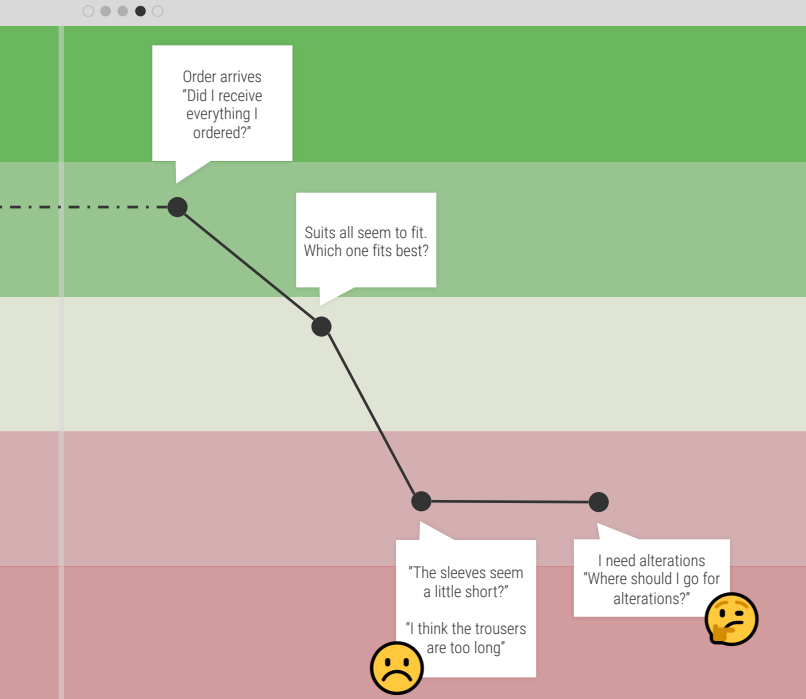 Order arrives
"Did I receive
everything I
ordered?"
Suits all seem to fit.
Which one fits best?
"The sleeves seem
a little short?"
"I think the trousers
are too long"
I need alterations
"Where should I go for
alterations?"